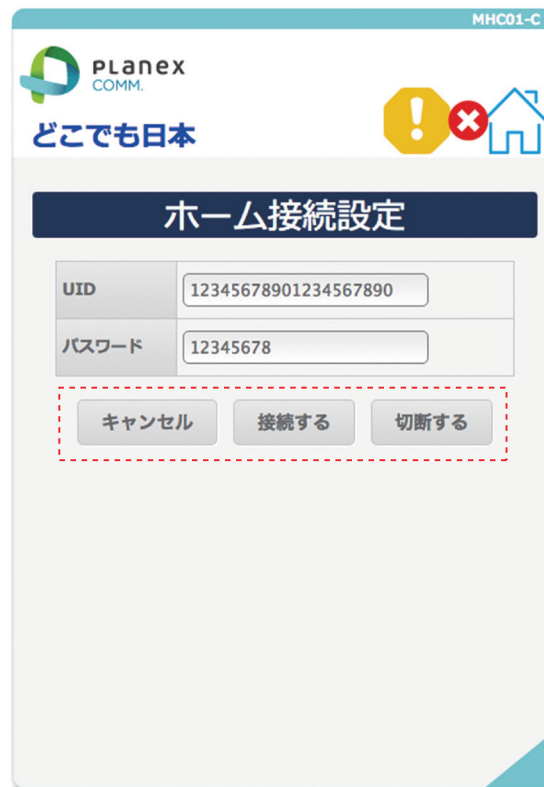 MHC01-C
PLanex
COMM.
どこでも日本
ホーム接続設定
UID 12345678901234567890
パスワード 12345678
キャンセル 接続する 切断する